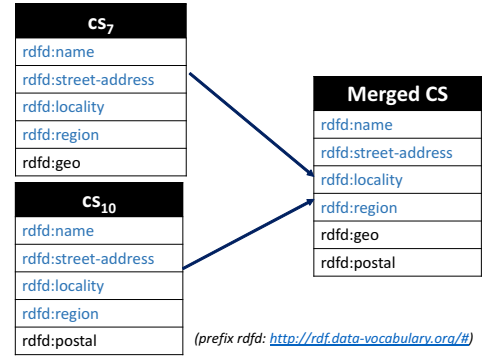 cs7
rdfd:name
rdfd:street-address
rdfd:locality
rdfd:region
rdfd:geo
cs10
rdfd:name
rdfd:street-address
rdfd:locality
rdfd:region
rdfd:postal
Merged CS
rdfd:name
rdfd:street-address
rdfd:locality
rdfd:region
rdfd:geo
rdfd:postal
(prefix rdfd: http://rdf.data-vocabulary.org/#)